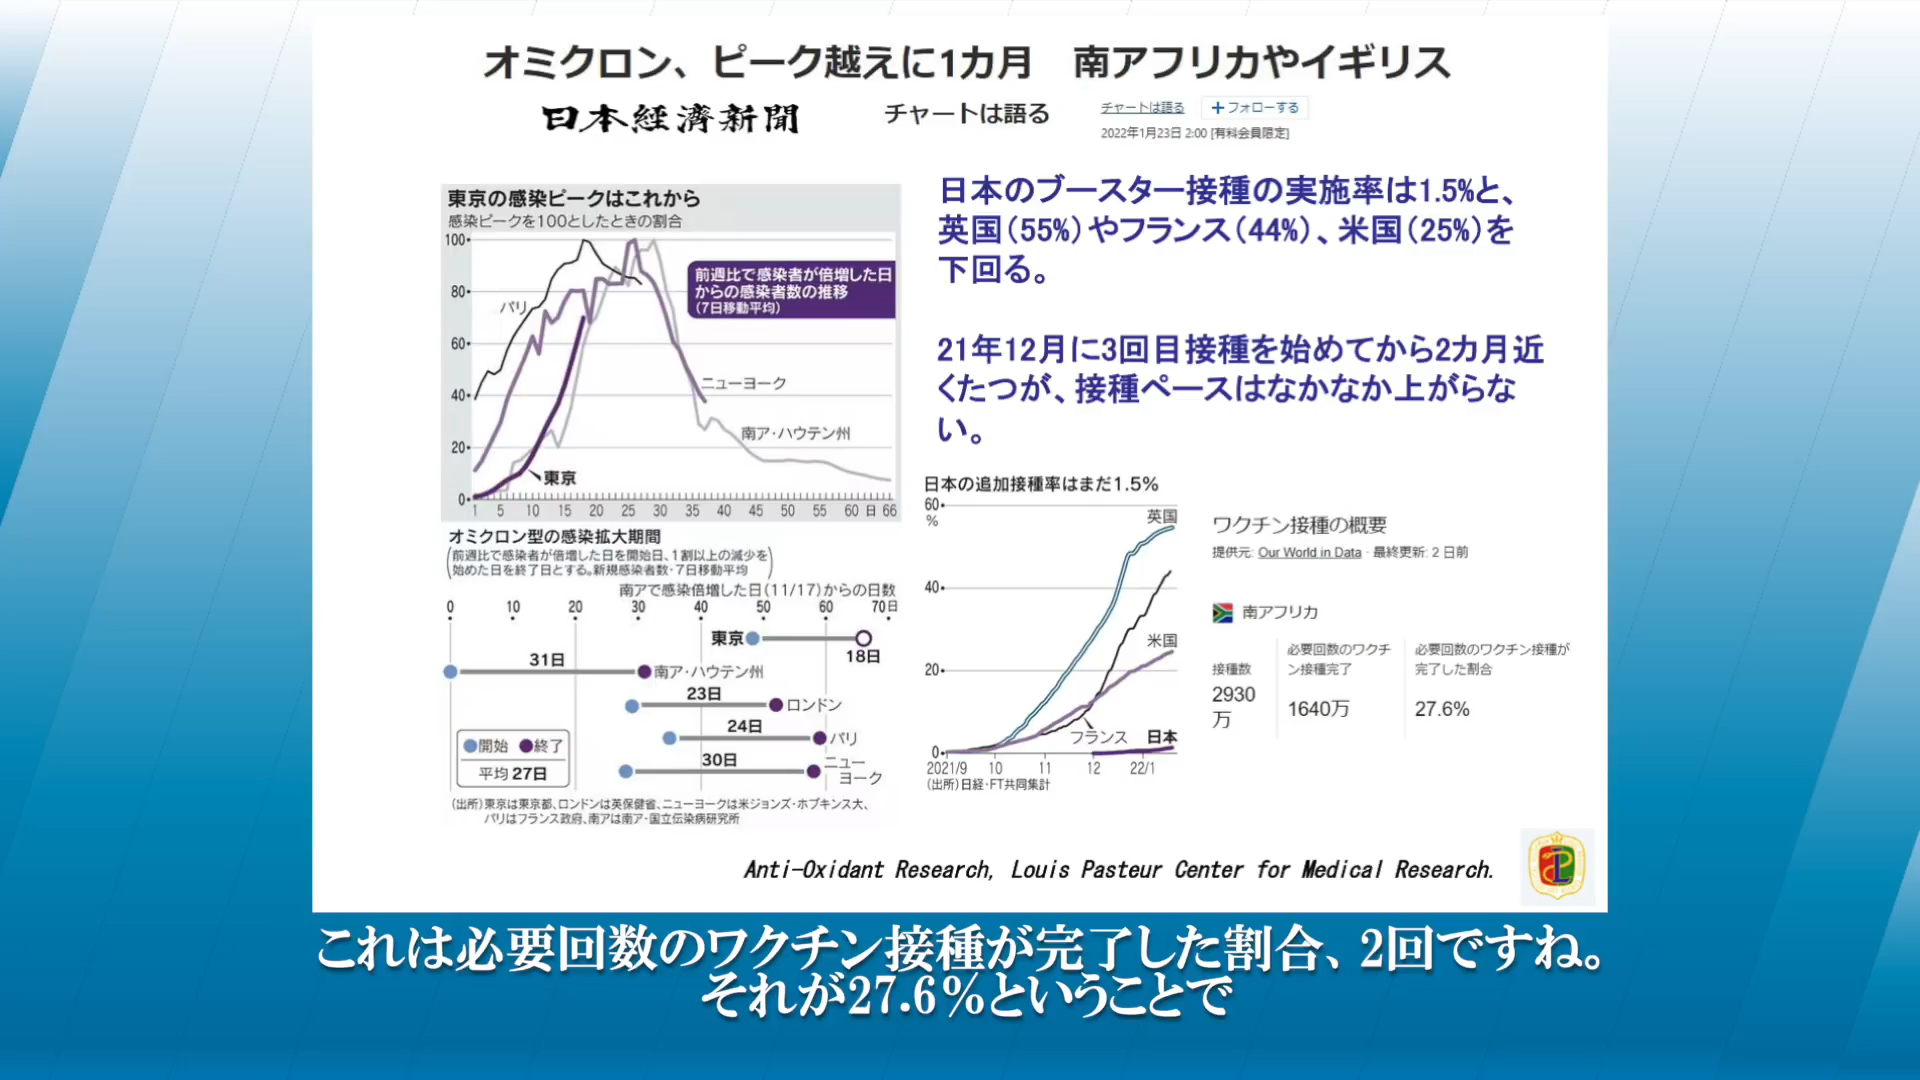 オミクロン、ピーク越えに1カ月　南アフリカやイギリス
日本経済新聞
チャートは語る
チャートは語る
+フォローする
2022年1月23日 2:00 [有料会員限定]
東京の感染ピークはこれから
感染ピークを100としたときの割合
100
80
60
40
20
0
前週比で感染者が倍増した日
からの感染者数の推移
(7日移動平均)
パリ
ニューヨーク
南ア・ハウテン州
東京
1 5 10 15 20 25 30 35 40 45 50 55 60 日 66
オミクロン型の感染拡大期間
(前週比で感染者が倍増した日を開始日、1割以上の減少を
始めた日を終了日とする。新規感染者数・7日移動平均)
南アで感染倍増した日(11/17)からの日数
0 10 20 30 40 50 60 70日
東京
18日
31日
南ア・ハウテン州
23日
ロンドン
24日
パリ
30日
ニュー
ヨーク
開始 終了
平均 27日
(出所)東京は東京都、ロンドンは英保健省、ニューヨークは米ジョンズ・ホプキンス大、
パリはフランス政府、南アは南ア・国立伝染病研究所
日本のブースター接種の実施率は1.5%と、
英国(55%)やフランス(44%)、米国(25%)を
下回る。
21年12月に3回目接種を始めてから2カ月近
くたつが、接種ペースはなかなか上がらな
い。
日本の追加接種率はまだ1.5%
60
%
40
20
0
英国
米国
フランス
日本
2021/9 10 11 12 22/1
(出所)日経・FT共同集計
ワクチン接種の概要
提供元: Our World in Data · 最終更新: 2 日前
南アフリカ
接種数
2930
万
必要回数のワクチ
ン接種完了
1640万
必要回数のワクチン接種が
完了した割合
27.6%
Anti-Oxidant Research, Louis Pasteur Center for Medical Research.
これは必要回数のワクチン接種が完了した割合、2回ですね。
それが27.6％ということで